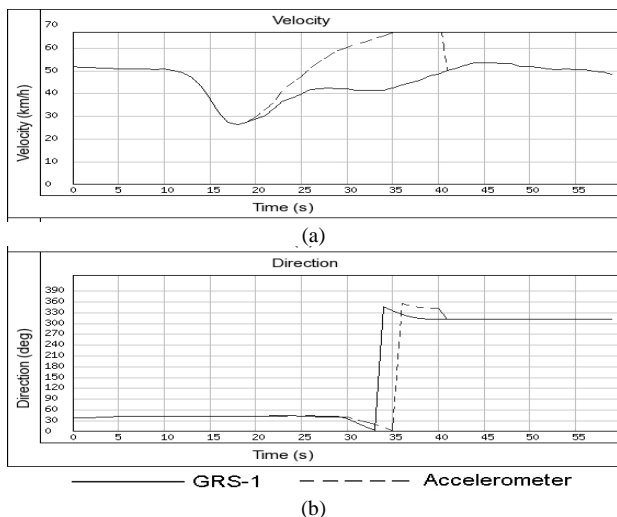 Velocity
70
60
50
40
30
20
10
0
Velocity (km/h)
0 5 10 15 20 25 30 35 40 45 50 55
Time (s)
(a)
Direction
390
360
330
300
270
240
210
180
150
120
90
60
30
0
Direction (deg)
0 5 10 15 20 25 30 35 40 45 50 55
Time (s)
GRS-1 Accelerometer
(b)